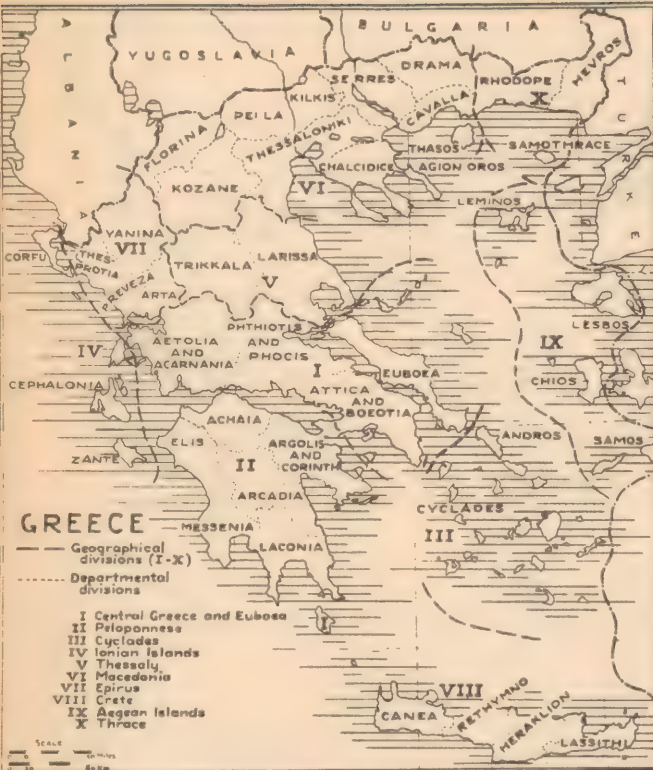 BULGARIA
YUGOSLAVIA
ALBANIA
TURKEY
DRAMA
SERRES
RHODOPE
HEVROS
X
KILKIS
CAVALLA
PELLA
FLORINA
THESSALONIKI
THASOS
SAMOTHRACE
CHALCIDICE
AGION OROS
VI
KOZANE
LEMINOS
YANINA
VII
CORFU
THES-
PROTIA
TRIKKALA
LARISSA
PREVEZA
V
ARTA
LESBOS
PHTHIOTIS
AND
PHOCIS
AETOLIA
AND
ACARNANIA
IV
IX
I
EUBOEA
CHIOS
CEPHALONIA
ATTICA
AND
BOEOTIA
ACHAIA
ANDROS
SAMOS
ELIS
ZANTE
ARGOLIS
AND
CORINTH
II
ARCADIA
CYCLADES
III
MESSENIA
LACONIA
GREECE
Geographical
divisions (I-X)
Departmental
divisions
I Central Greece and Euboea
II Peloponnese
III Cyclades
IV Ionian Islands
V Thessaly
VI Macedonia
VII Epirus
VIII Crete
IX Aegean Islands
X Thrace
VIII
CANEA
RETHYMNO
HERAKLION
LASSITHI
SCALE